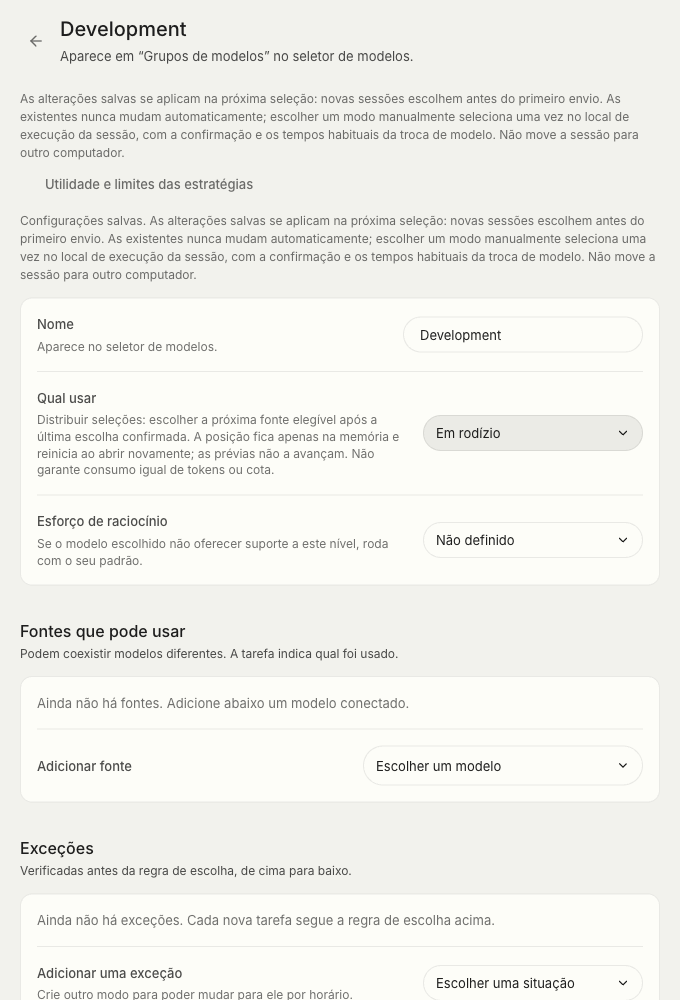 Development
Aparece em “Grupos de modelos” no seletor de modelos.
As alterações salvas se aplicam na próxima seleção: novas sessões escolhem antes do primeiro envio. As
existentes nunca mudam automaticamente; escolher um modo manualmente seleciona uma vez no local de
execução da sessão, com a confirmação e os tempos habituais da troca de modelo. Não move a sessão para
outro computador.
Utilidade e limites das estratégias
Configurações salvas. As alterações salvas se aplicam na próxima seleção: novas sessões escolhem antes do
primeiro envio. As existentes nunca mudam automaticamente; escolher um modo manualmente seleciona uma
vez no local de execução da sessão, com a confirmação e os tempos habituais da troca de modelo. Não move a
sessão para outro computador.
Nome
Aparece no seletor de modelos.
Development
Qual usar
Distribuir seleções: escolher a próxima fonte elegível após a
última escolha confirmada. A posição fica apenas na memória e
reinicia ao abrir novamente; as prévias não a avançam. Não
garante consumo igual de tokens ou cota.
Em rodízio
Esforço de raciocínio
Se o modelo escolhido não oferecer suporte a este nível, roda
com o seu padrão.
Não definido
Fontes que pode usar
Podem coexistir modelos diferentes. A tarefa indica qual foi usado.
Ainda não há fontes. Adicione abaixo um modelo conectado.
Adicionar fonte
Escolher um modelo
Exceções
Verificadas antes da regra de escolha, de cima para baixo.
Ainda não há exceções. Cada nova tarefa segue a regra de escolha acima.
Adicionar uma exceção
Crie outro modo para poder mudar para ele por horário.
Escolher uma situação